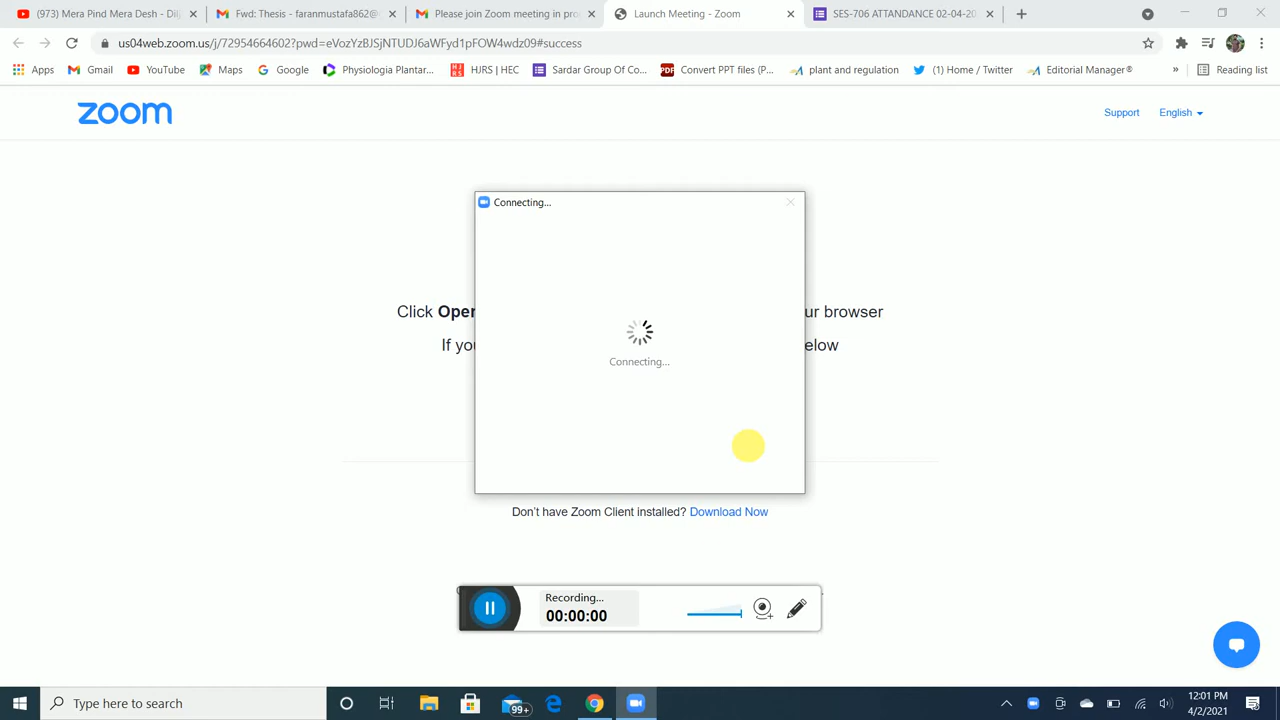 (973) Mera Pind Mera Desh - Dilj
Fwd: Thesis - faranmustafa862@
Please join Zoom meeting in pro
Launch Meeting - Zoom
SES-706 ATTANDANCE 02-04-20
us04web.zoom.us/j/72954664602?pwd=eVozYzBJSjNTUDJ6aWFyd1pFOW4wdz09#success
Apps
Gmail
YouTube
Maps
Google
Physiologia Plantar...
HJRS | HEC
Sardar Group Of Co...
Convert PPT files (P...
plant and regulation
(1) Home / Twitter
Editorial Manager®
»
Reading list
zoom
Support
English
Connecting...
Click Oper
ur browser
If you
elow
Connecting...
Don't have Zoom Client installed? Download Now
Recording...
00:00:00
Type here to search
99+
12:01 PM
4/2/2021